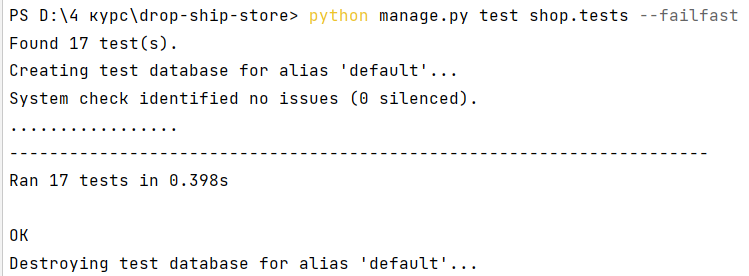 PS D:\4 курс\drop-ship-store> python manage.py test shop.tests --failfast
Found 17 test(s).
Creating test database for alias 'default'...
System check identified no issues (0 silenced).
.................
----------------------------------------------------------------------
Ran 17 tests in 0.398s

OK
Destroying test database for alias 'default'...